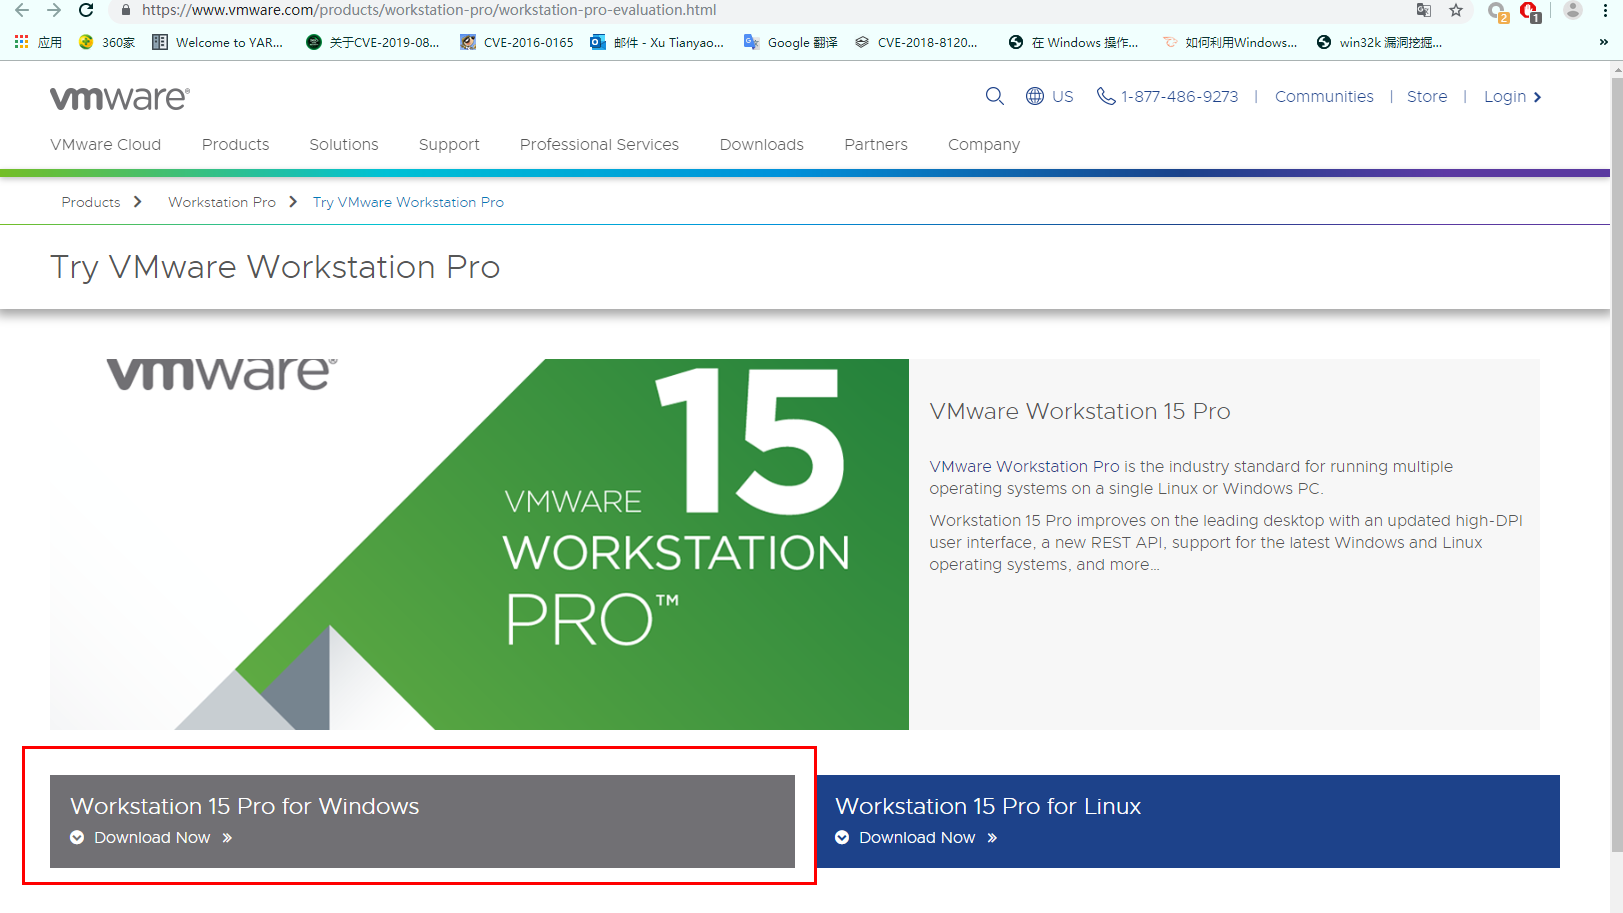 https://www.vmware.com/products/workstation-pro/workstation-pro-evaluation.html
2
1
应用
360家
Welcome to YAR...
关于CVE-2019-08...
CVE-2016-0165
邮件 - Xu Tianyao...
Google 翻译
CVE-2018-8120...
在 Windows 操作...
如何利用Windows...
win32k 漏洞挖掘...
»
vmware®
US
1-877-486-9273 | Communities | Store | Login
VMware Cloud
Products
Solutions
Support
Professional Services
Downloads
Partners
Company
Products
Workstation Pro
Try VMware Workstation Pro
Try VMware Workstation Pro
vmware®
15
VMWARE
WORKSTATION
PRO™
VMware Workstation 15 Pro
VMware Workstation Pro is the industry standard for running multiple
operating systems on a single Linux or Windows PC.
Workstation 15 Pro improves on the leading desktop with an updated high-DPI
user interface, a new REST API, support for the latest Windows and Linux
operating systems, and more...
Workstation 15 Pro for Windows
Download Now »
Workstation 15 Pro for Linux
Download Now »